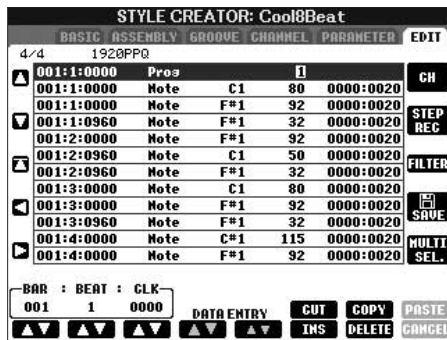 STYLE CREATOR: Cool8Beat
BASIC ASSEMBLY GROOVE CHANNEL PARAMETER EDIT
4/4 1920PPQ
001:1:0000 Prog 1
001:1:0000 Note C1 80 0000:0020
001:1:0000 Note F#1 92 0000:0020
001:1:0960 Note F#1 32 0000:0020
001:2:0000 Note F#1 92 0000:0020
001:2:0960 Note C1 50 0000:0020
001:2:0960 Note F#1 32 0000:0020
001:3:0000 Note C1 80 0000:0020
001:3:0000 Note F#1 92 0000:0020
001:3:0960 Note F#1 32 0000:0020
001:4:0000 Note C#1 115 0000:0020
001:4:0000 Note F#1 92 0000:0020
CH
STEP
REC
FILTER
SAVE
MULTI
SEL.
BAR : BEAT : CLK
001 1 0000
DATA ENTRY
CUT COPY PASTE
INS DELETE CANCEL